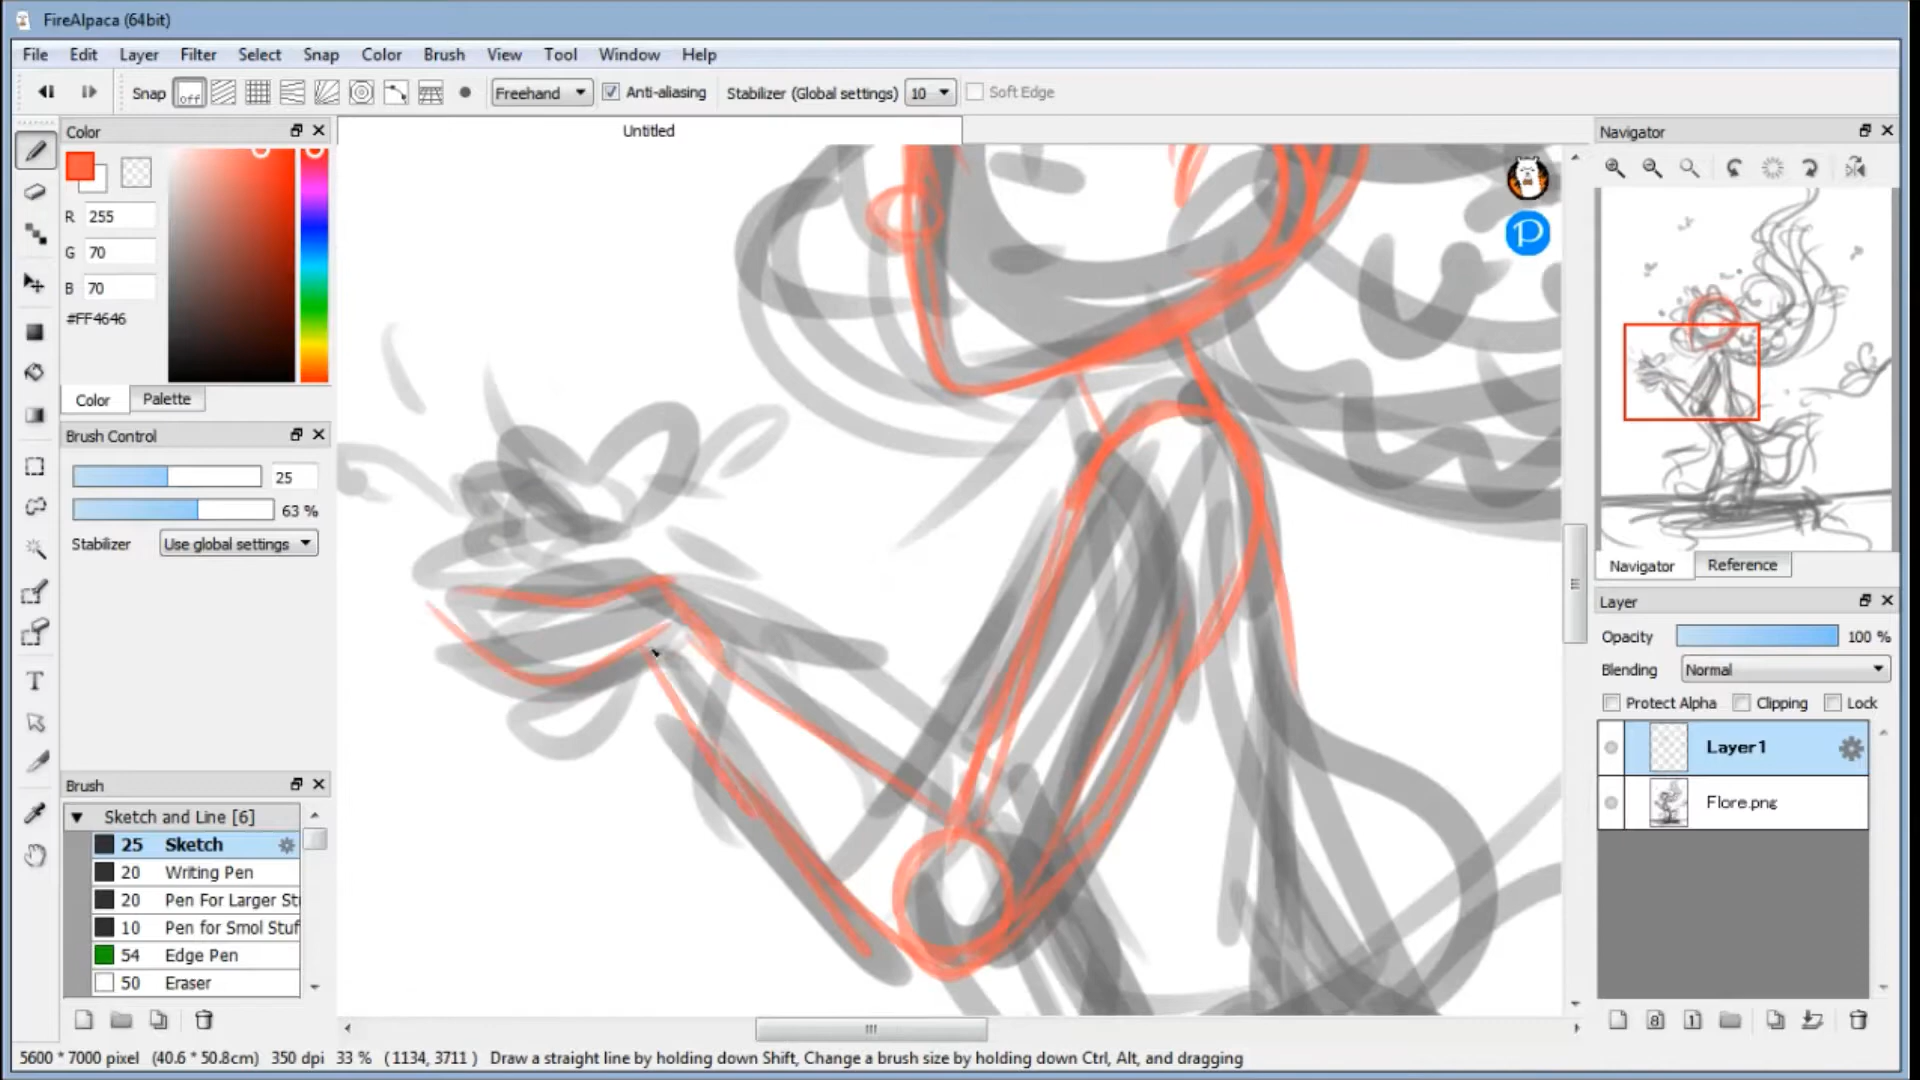 FireAlpaca (64bit)
File Edit Layer Filter Select Snap Color Brush View Tool Window Help
Snap off Freehand Anti-aliasing Stabilizer (Global settings) 10 Soft Edge
Color
Untitled
Navigator
R 255
G 70
B 70
#FF4646
Color Palette
Brush Control
25
63 %
Stabilizer Use global settings
Brush
Sketch and Line [6]
25 Sketch
20 Writing Pen
20 Pen For Larger St
10 Pen for Smol Stuf
54 Edge Pen
50 Eraser
P
Navigator Reference
Layer
Opacity 100 %
Blending Normal
Protect Alpha Clipping Lock
Layer1
Flore.png
8 1
T
5600 * 7000 pixel (40.6 * 50.8cm) 350 dpi 33 % (1134, 3711 ) Draw a straight line by holding down Shift, Change a brush size by holding down Ctrl, Alt, and dragging